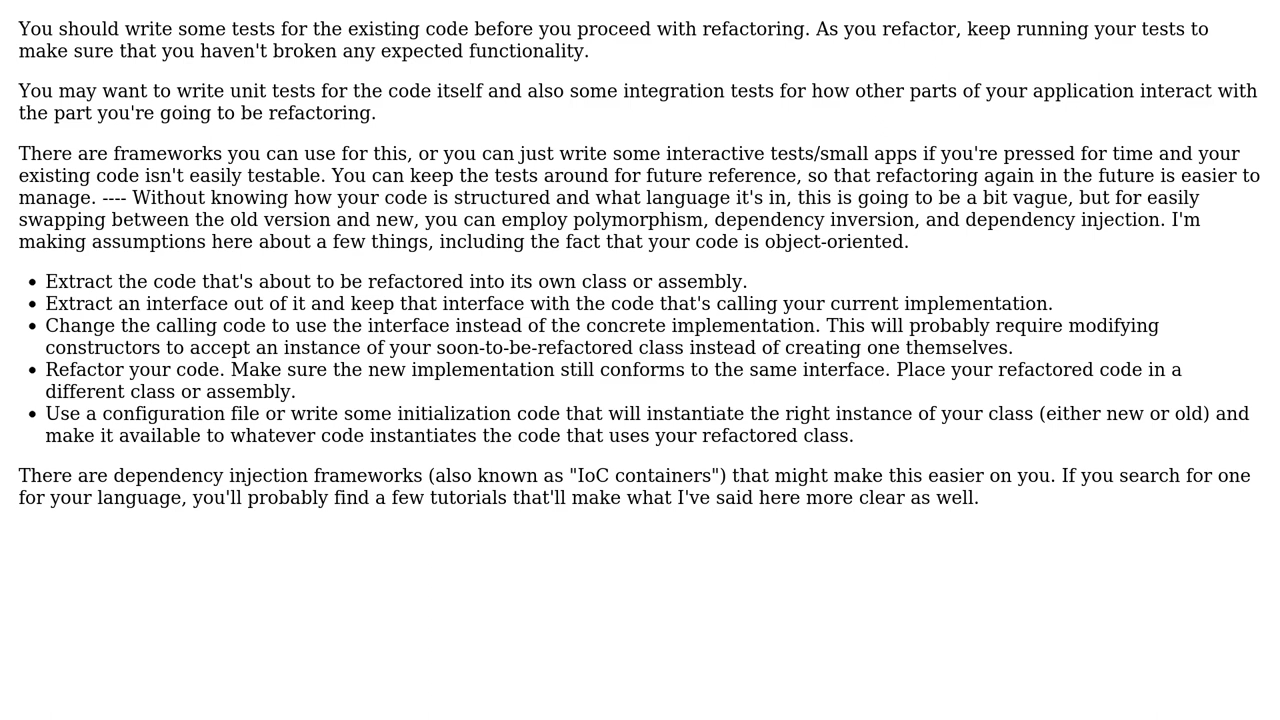 You should write some tests for the existing code before you proceed with refactoring. As you refactor, keep running your tests to
make sure that you haven't broken any expected functionality.
You may want to write unit tests for the code itself and also some integration tests for how other parts of your application interact with
the part you're going to be refactoring.
There are frameworks you can use for this, or you can just write some interactive tests/small apps if you're pressed for time and your
existing code isn't easily testable. You can keep the tests around for future reference, so that refactoring again in the future is easier to
manage. ---- Without knowing how your code is structured and what language it's in, this is going to be a bit vague, but for easily
swapping between the old version and new, you can employ polymorphism, dependency inversion, and dependency injection. I'm
making assumptions here about a few things, including the fact that your code is object-oriented.
• Extract the code that's about to be refactored into its own class or assembly.
• Extract an interface out of it and keep that interface with the code that's calling your current implementation.
• Change the calling code to use the interface instead of the concrete implementation. This will probably require modifying
constructors to accept an instance of your soon-to-be-refactored class instead of creating one themselves.
• Refactor your code. Make sure the new implementation still conforms to the same interface. Place your refactored code in a
different class or assembly.
• Use a configuration file or write some initialization code that will instantiate the right instance of your class (either new or old) and
make it available to whatever code instantiates the code that uses your refactored class.
There are dependency injection frameworks (also known as "IoC containers") that might make this easier on you. If you search for one
for your language, you'll probably find a few tutorials that'll make what I've said here more clear as well.